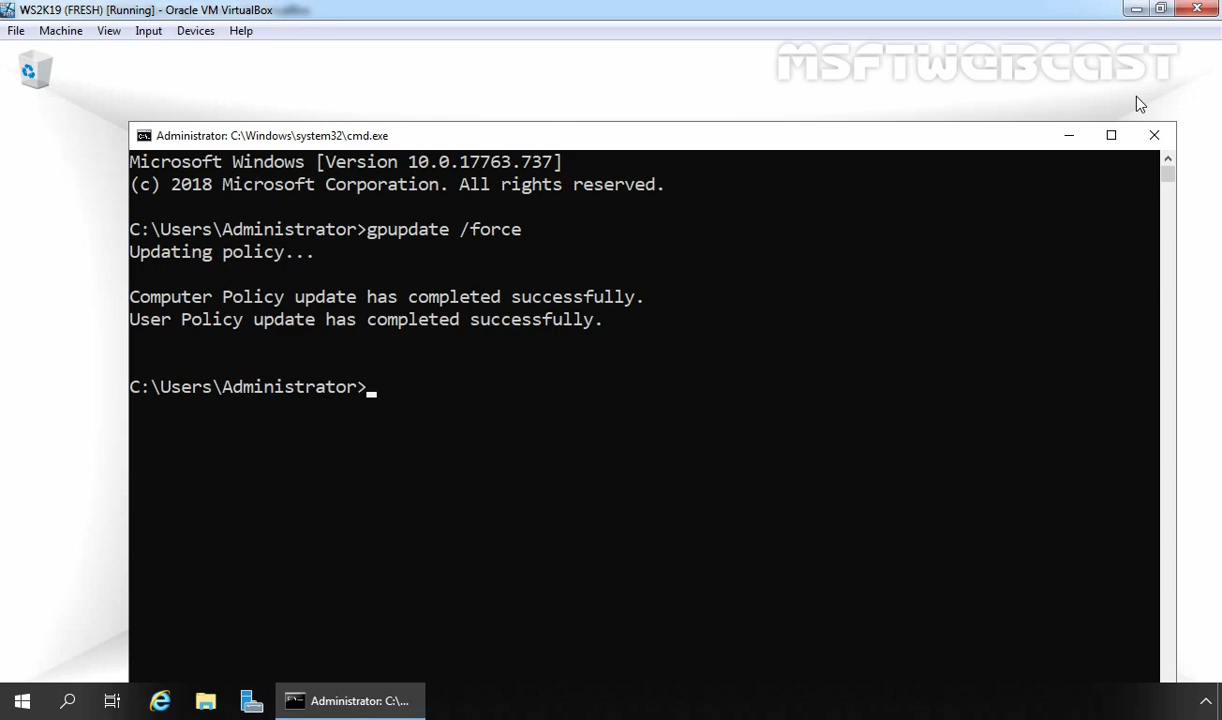 WS2K19 (FRESH) [Running] - Oracle VM VirtualBox
File Machine View Input Devices Help
MSFTWEBCAST
Administrator: C:\Windows\system32\cmd.exe
Microsoft Windows [Version 10.0.17763.737]
(c) 2018 Microsoft Corporation. All rights reserved.
C:\Users\Administrator>gpupdate /force
Updating policy...
Computer Policy update has completed successfully.
User Policy update has completed successfully.
C:\Users\Administrator>
Administrator: C:\...